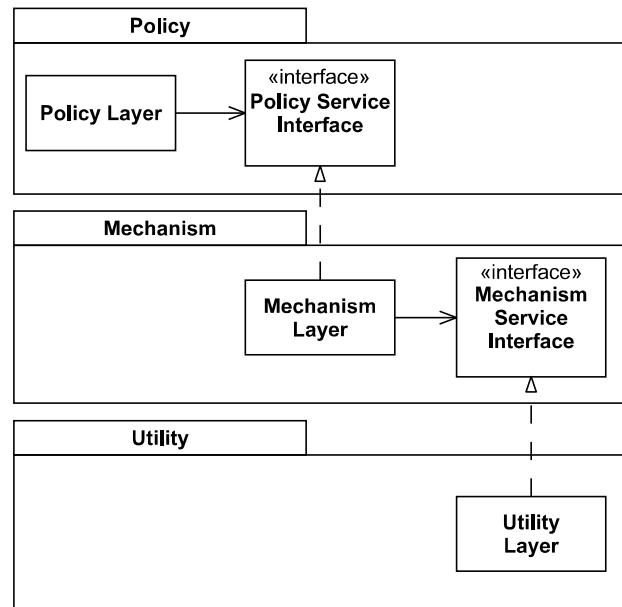 Policy
«interface»
Policy Layer
Policy Service
Interface
Mechanism
«interface»
Mechanism
Layer
Mechanism
Service
Interface
Utility
Utility
Layer